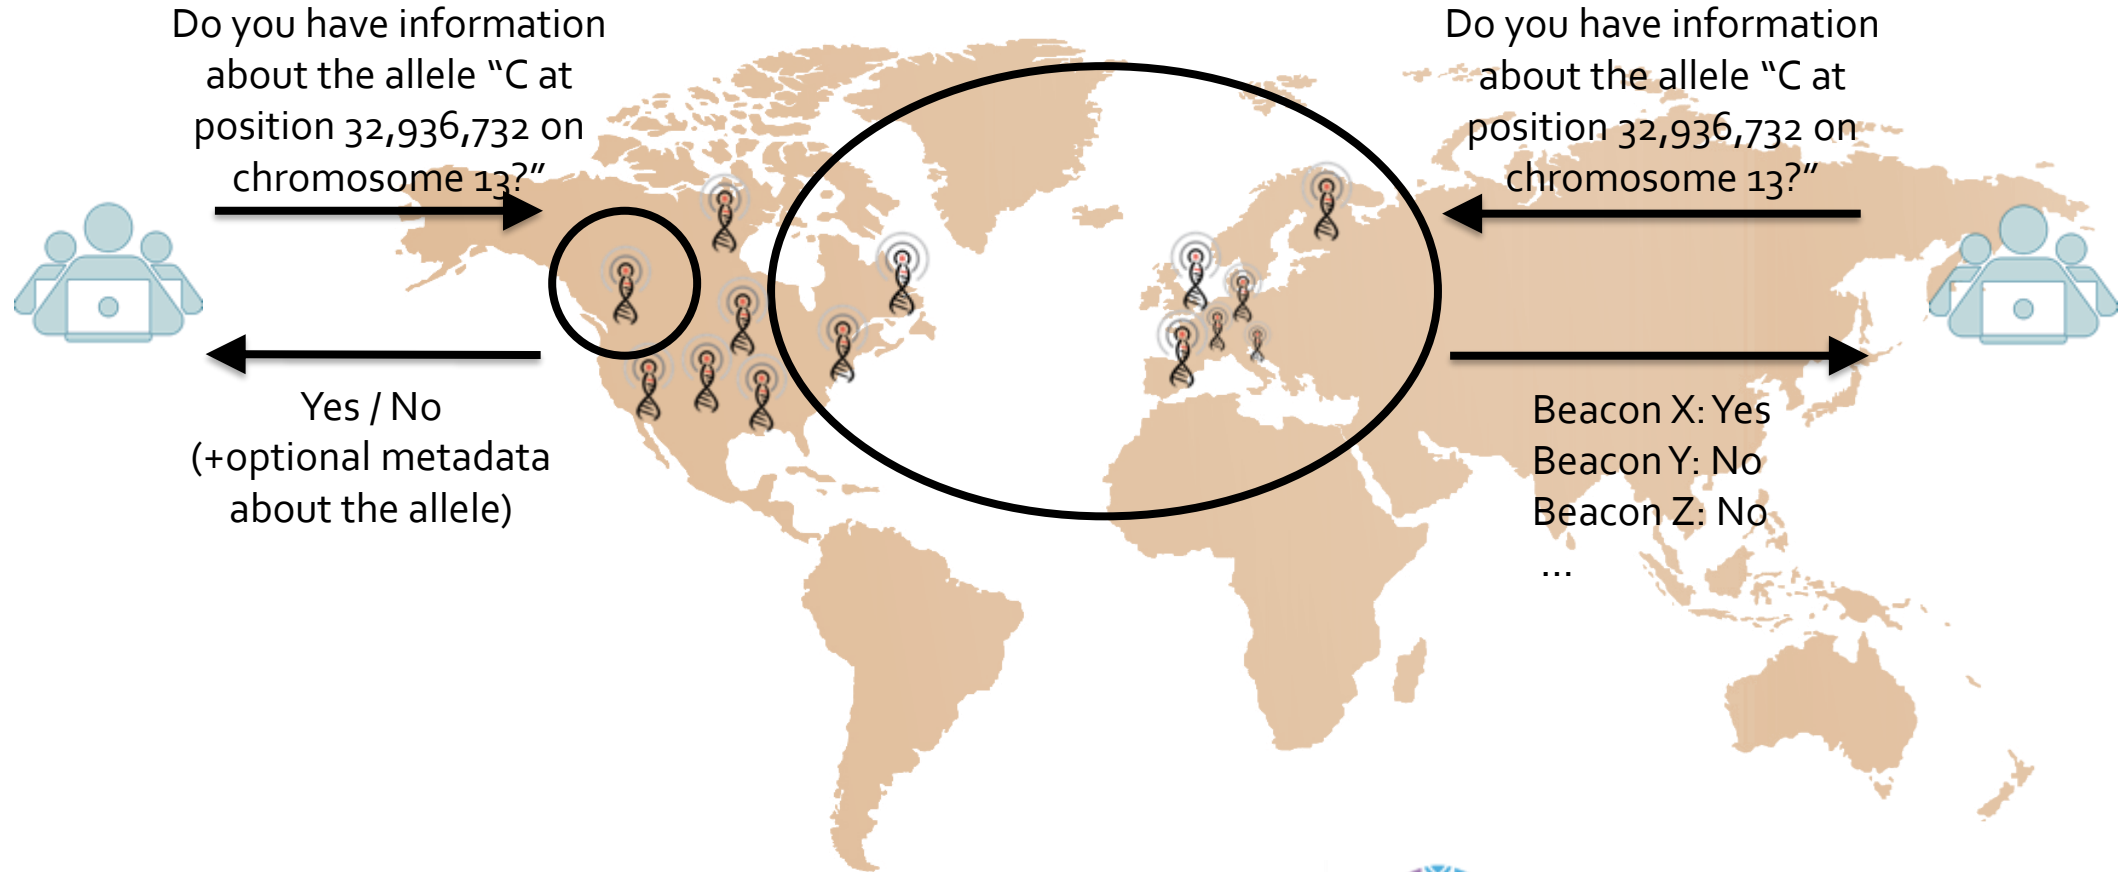 Do you have information
about the allele “C at
position 32,936,732 on
chromosome 13?”
Yes / No
(+optional metadata
about the allele)
Do you have information
about the allele “C at
position 32,936,732 on
chromosome 13?”
Beacon X: Yes
Beacon Y: No
Beacon Z: No
...